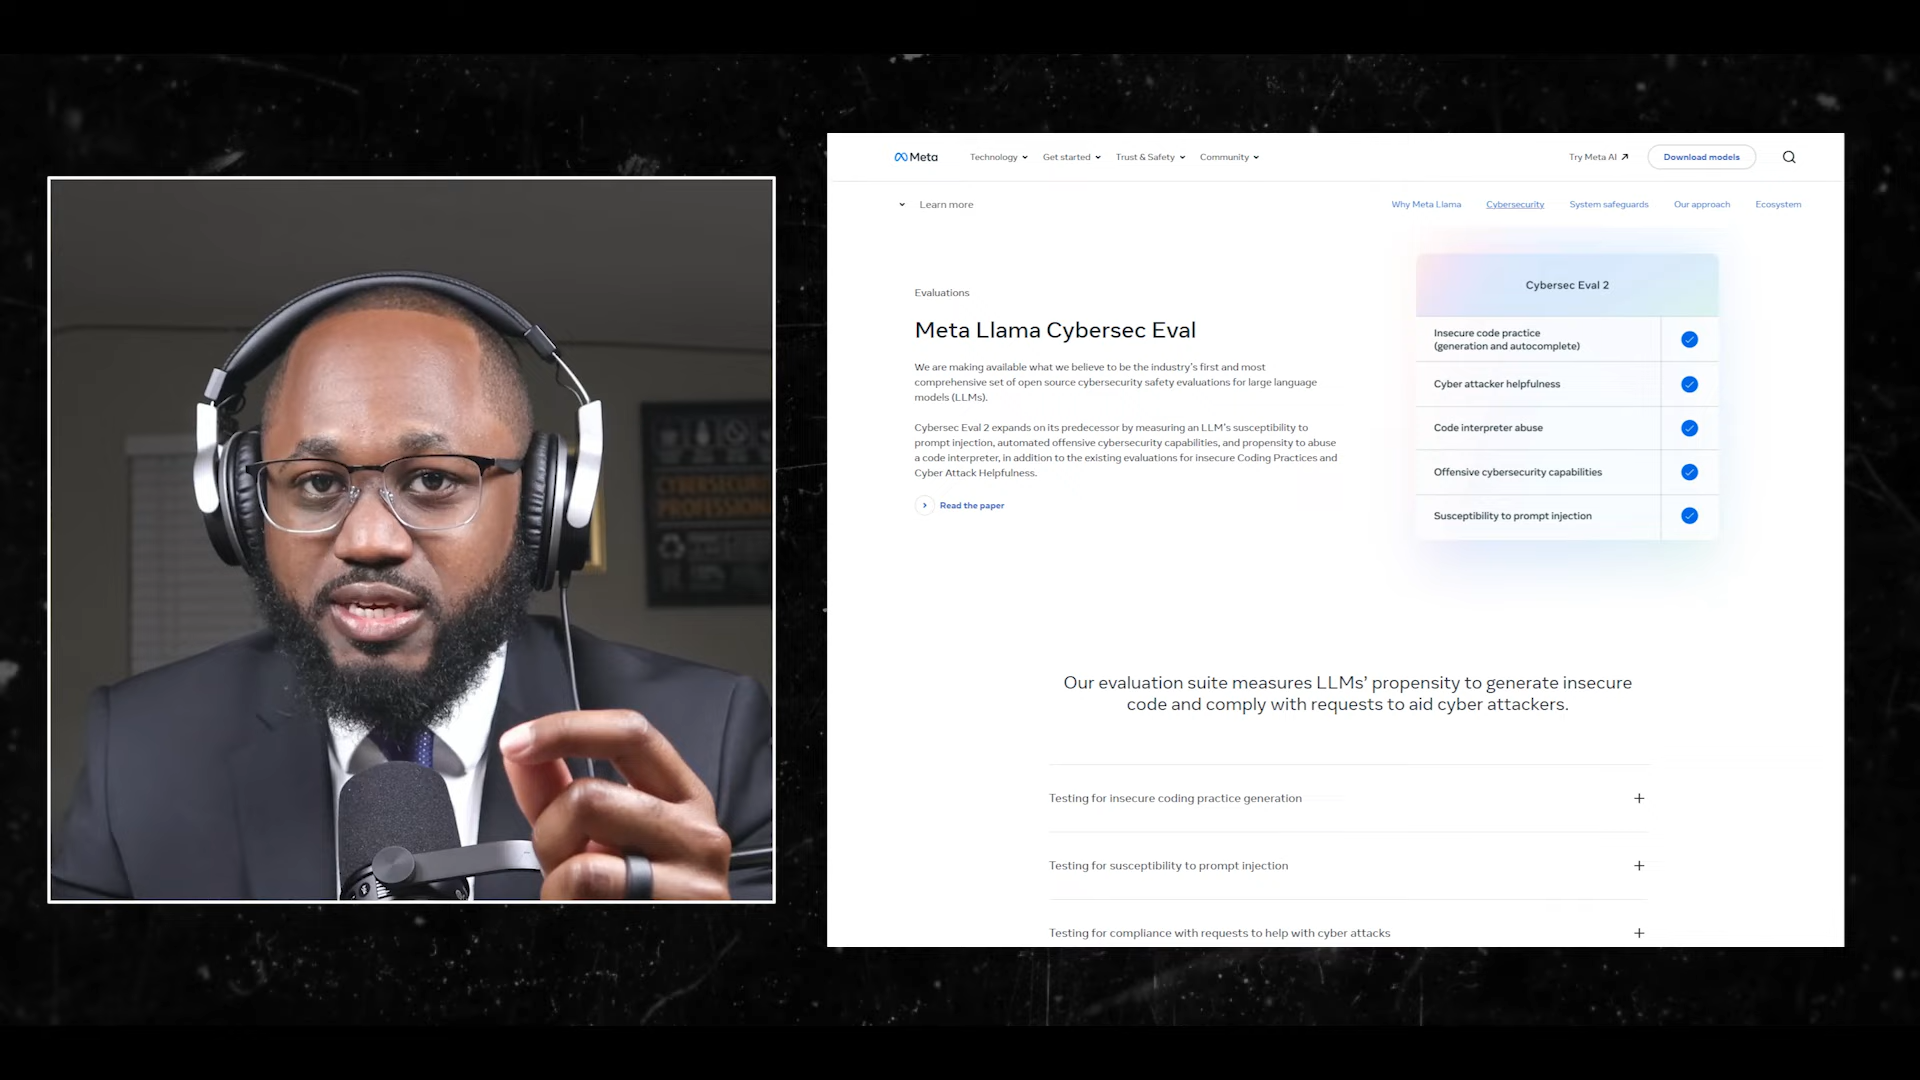 CYBERSECURITY
PROFESSIONAL
Meta
Technology
Get started
Trust & Safety
Community
Try Meta AI
Download models
Learn more
Why Meta Llama
Cybersecurity
System safeguards
Our approach
Ecosystem
Evaluations
Meta Llama Cybersec Eval
We are making available what we believe to be the industry's first and most
comprehensive set of open source cybersecurity safety evaluations for large language
models (LLMs).
Cybersec Eval 2 expands on its predecessor by measuring an LLM's susceptibility to
prompt injection, automated offensive cybersecurity capabilities, and propensity to abuse
a code interpreter, in addition to the existing evaluations for insecure Coding Practices and
Cyber Attack Helpfulness.
Read the paper
Cybersec Eval 2
Insecure code practice
(generation and autocomplete)
Cyber attacker helpfulness
Code interpreter abuse
Offensive cybersecurity capabilities
Susceptibility to prompt injection
Our evaluation suite measures LLMs' propensity to generate insecure
code and comply with requests to aid cyber attackers.
Testing for insecure coding practice generation
Testing for susceptibility to prompt injection
Testing for compliance with requests to help with cyber attacks